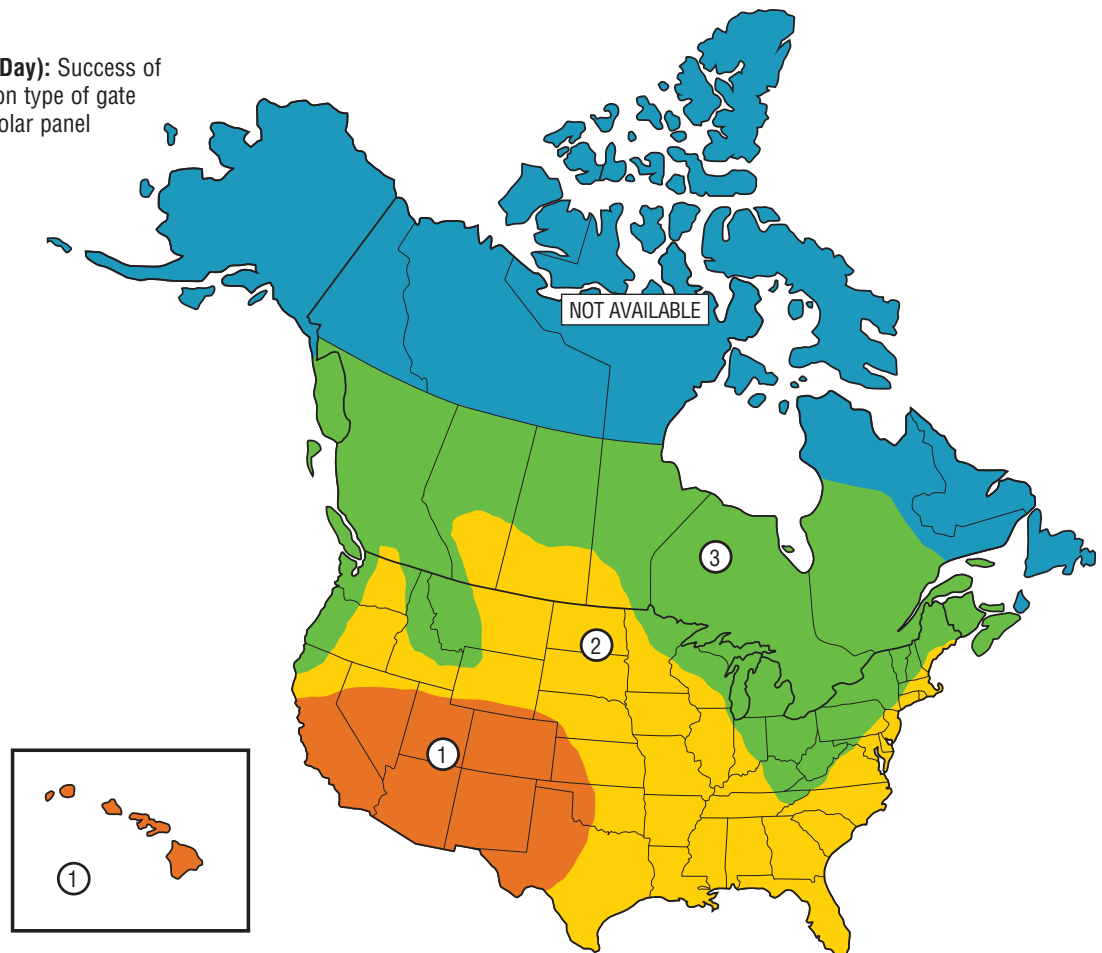 Day): Success of
on type of gate
olar panel
NOT AVAILABLE
3
2
1
1